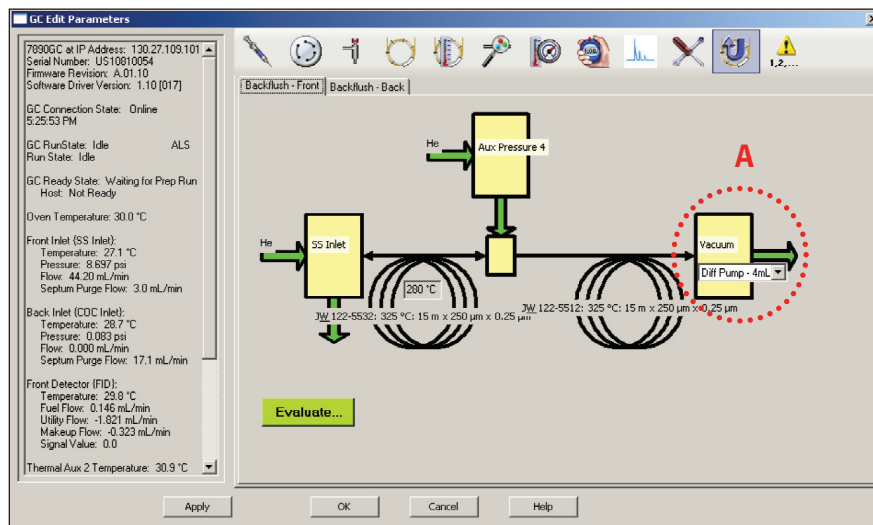 GC Edit Parameters
7890GC at IP Address: 130.27.109.101
Serial Number: US10810054
Firmware Revision: A.01.10
Software Driver Version: 1.10 [017]
GC Connection State: Online
5:25:53 PM
GC RunState: Idle ALS
Run State: Idle
GC Ready State: Waiting for Prep Run
Host: Not Ready
Oven Temperature: 30.0 °C
Front Inlet (SS Inlet):
Temperature: 27.1 °C
Pressure: 8.697 psi
Flow: 44.20 mL/min
Septum Purge Flow: 3.0 mL/min
Back Inlet (COC Inlet):
Temperature: 28.7 °C
Pressure: 0.083 psi
Flow: 0.000 mL/min
Septum Purge Flow: 17.1 mL/min
Front Detector (FID):
Temperature: 29.8 °C
Fuel Flow: 0.146 mL/min
Utility Flow: -1.821 mL/min
Makeup Flow: -0.323 mL/min
Signal Value: 0.0
Thermal Aux 2 Temperature: 30.9 °C
1,2,...
Backflush - Front
Backflush - Back
He
Aux Pressure 4
A
He
SS Inlet
Vacuum
Diff Pump - 4mL
280 °C
JW 122-5532: 325 °C: 15 m x 250 μm x 0.25 μm
JW 122-5512: 325 °C: 15 m x 250 μm x 0.25 μm
Evaluate...
Apply
OK
Cancel
Help